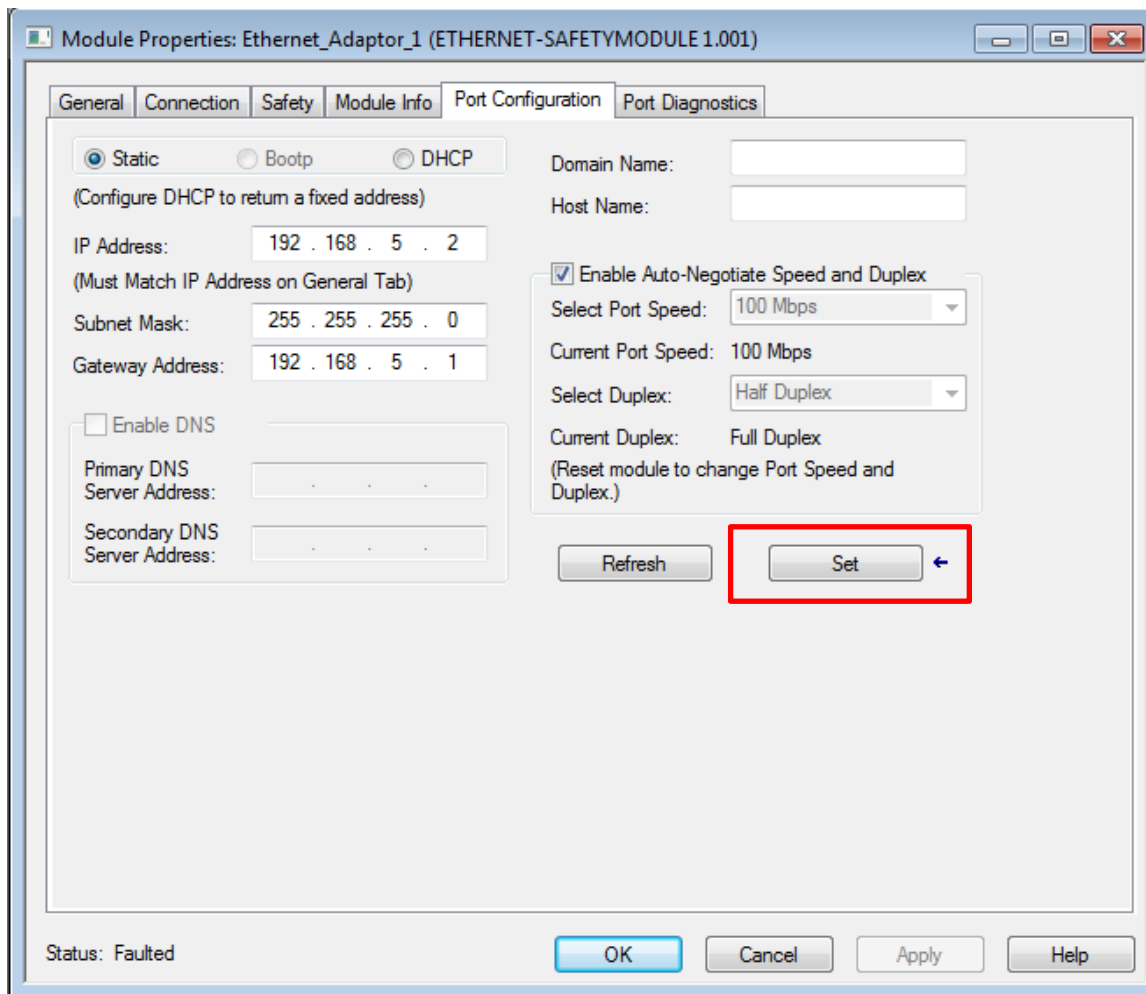 Module Properties: Ethernet_Adaptor_1 (ETHERNET-SAFETYMODULE 1.001)
General Connection Safety Module Info Port Configuration Port Diagnostics
Static Bootp DHCP
(Configure DHCP to return a fixed address)
IP Address: 192 . 168 . 5 . 2
(Must Match IP Address on General Tab)
Subnet Mask: 255 . 255 . 255 . 0
Gateway Address: 192 . 168 . 5 . 1
Enable DNS
Primary DNS
Server Address: . . .
Secondary DNS
Server Address: . . .
Domain Name:
Host Name:
Enable Auto-Negotiate Speed and Duplex
Select Port Speed: 100 Mbps
Current Port Speed: 100 Mbps
Select Duplex: Half Duplex
Current Duplex: Full Duplex
(Reset module to change Port Speed and
Duplex.)
Refresh Set ←
Status: Faulted OK Cancel Apply Help